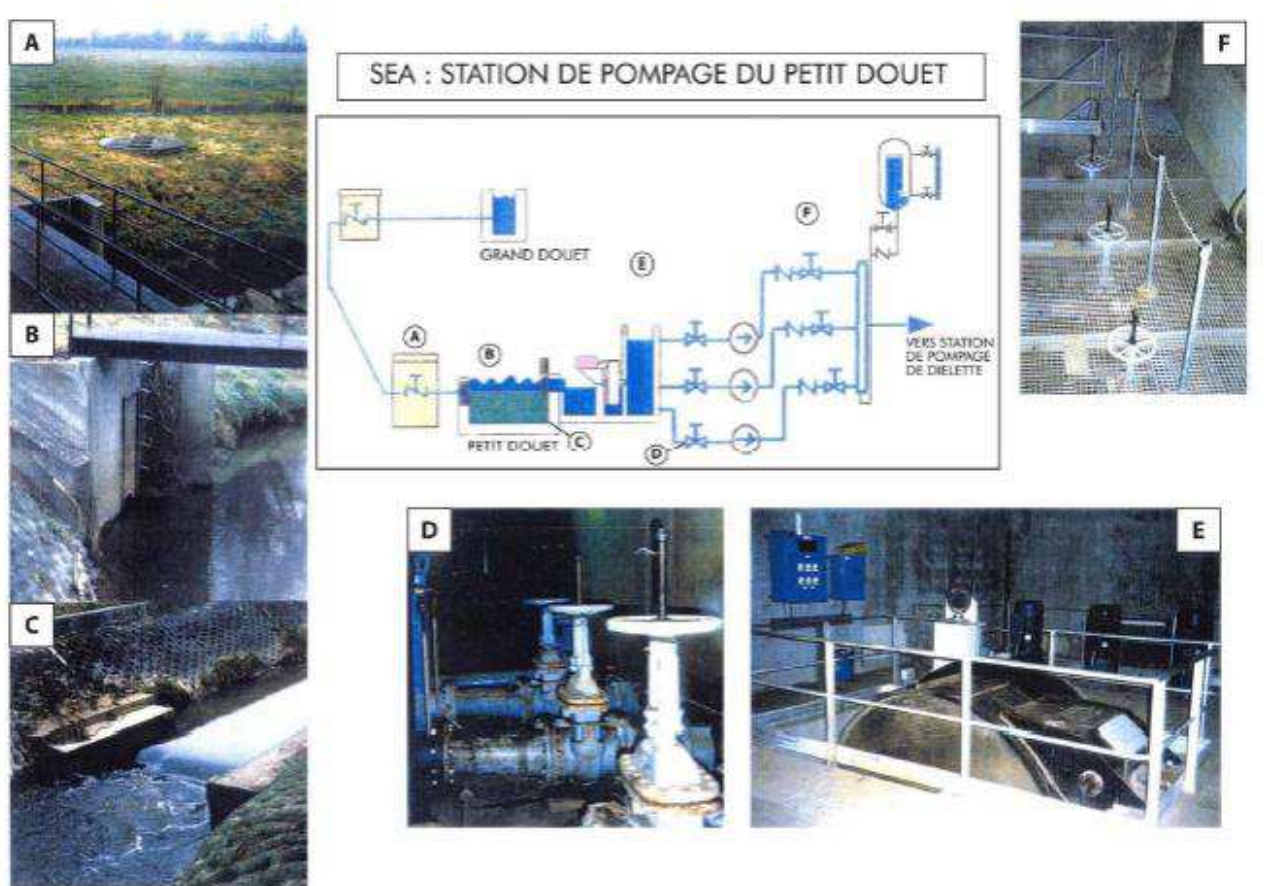 A
SEA : STATION DE POMPAGE DU PETIT DOUET
F
F
GRAND DOUET
E
A
B
VERS STATION
DE POMPAGE
DE DIELETTE
B
PETIT DOUET
C
D
C
D
E